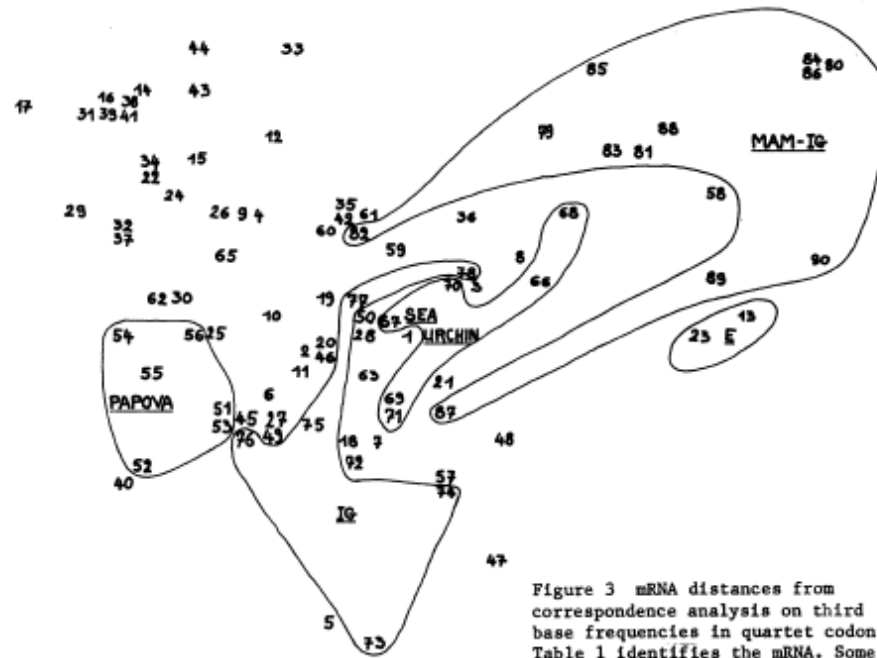 44 33
84 80
85 86
16 38 14 43
17 31 39 41
12 79 88
83 81 MAM-IG
34 15
22
24 58
35
29 26 9 4 42 61 36 68
32 60 82
37
65 59 8
78 90
70 3 66 89
62 30 19 77
10 50 67 SEA 13
54 56 25 28 1 URCHIN 23 E
20
2 46
55 11 63 21
6 69
PAPOVA 51 45 27 75 71 87
53 76 49 18 7 48
52 72
40 57
74
IG
47
5
73
Figure 3 mRNA distances from
correspondence analysis on third
base frequencies in quartet codon
Table 1 identifies the mRNA. Some